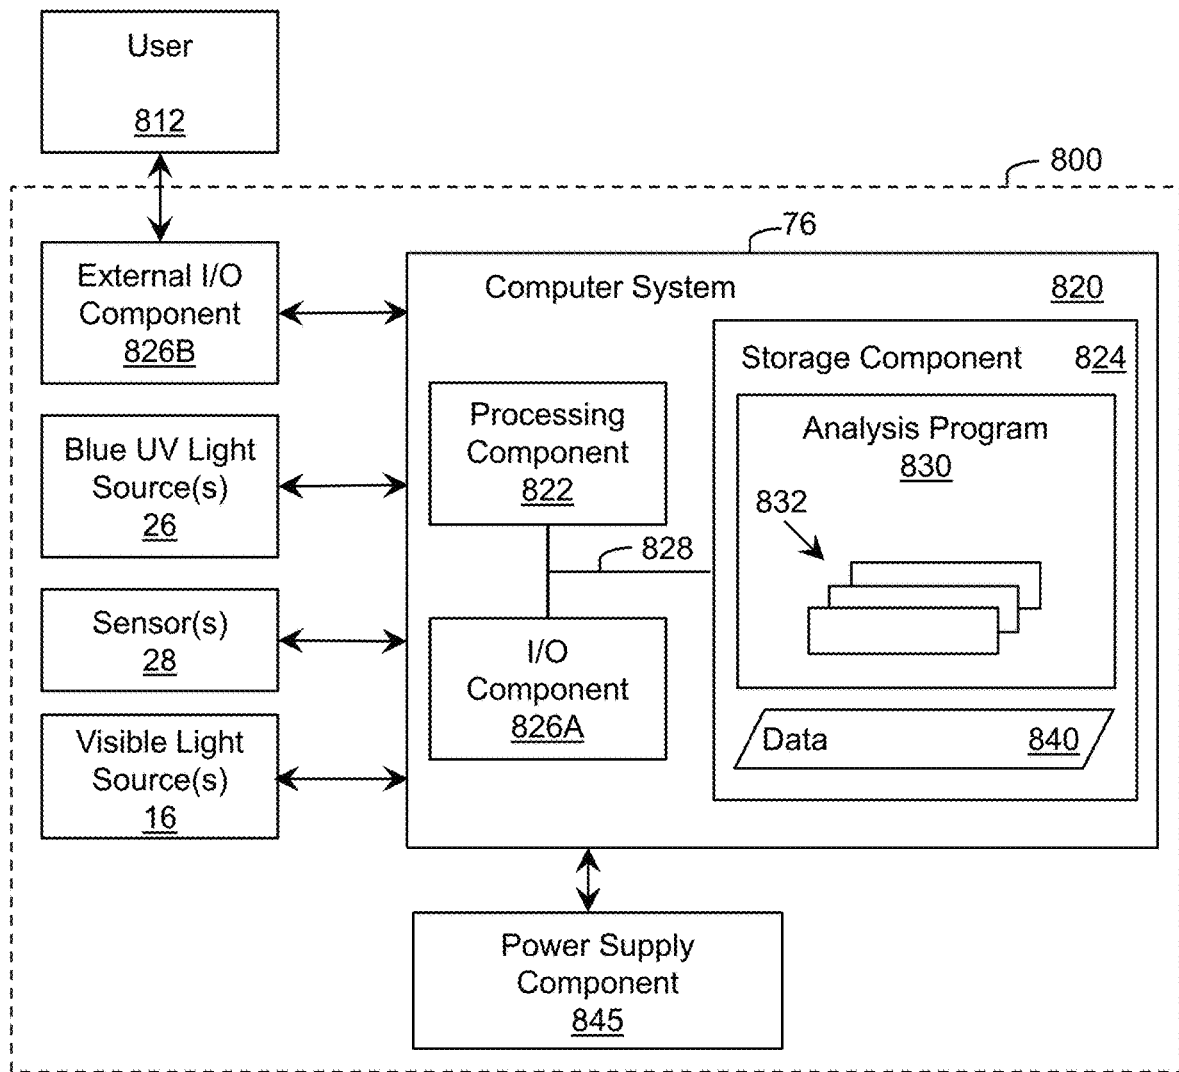 User
812
800
76
External I/O
Component
826B
Computer System
820
Storage Component
824
Processing
Component
822
Analysis Program
830
832
Blue UV Light
Source(s)
26
828
Sensor(s)
28
I/O
Component
826A
Visible Light
Source(s)
16
Data
840
Power Supply
Component
845